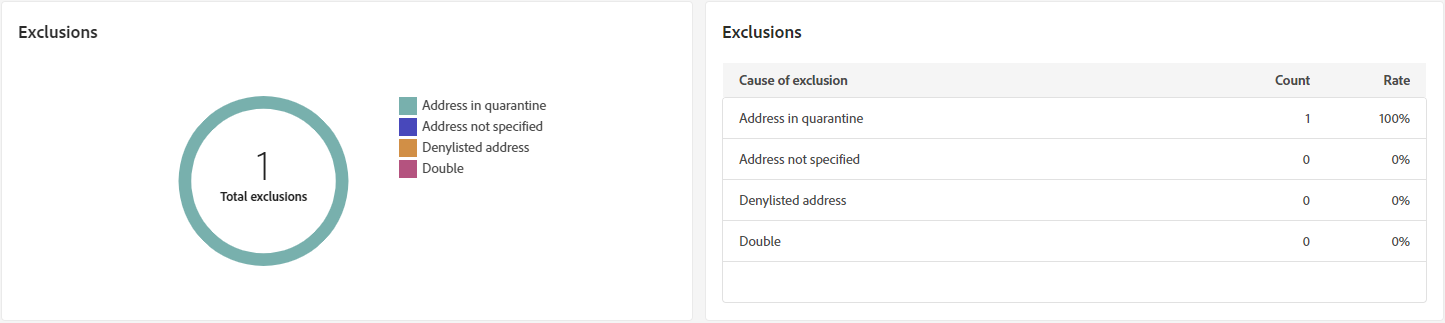 Exclusions
1
Total exclusions
Address in quarantine
Address not specified
Denylisted address
Double
Exclusions
Cause of exclusion Count Rate
Address in quarantine 1 100%
Address not specified 0 0%
Denylisted address 0 0%
Double 0 0%